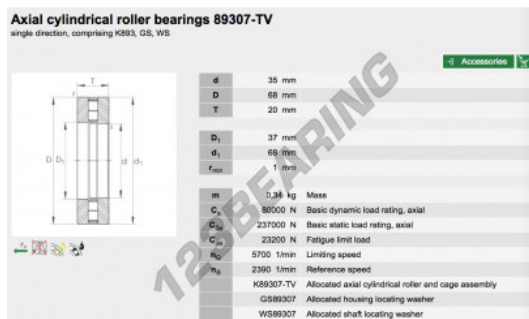 Axial cylindrical roller bearings 89307-TV
single direction, comprising K893, GS, WS
Accessories
d 35 mm
D 68 mm
T 20 mm
D1 37 mm
d1 68 mm
rmin 1 mm
m 0,34 kg Mass
Ca 80000 N Basic dynamic load rating, axial
C0a 237000 N Basic static load rating, axial
Cua 23200 N Fatigue limit load
nG 5700 1/min Limiting speed
nB 2390 1/min Reference speed
K89307-TV Allocated axial cylindrical roller and cage assembly
GS89307 Allocated housing locating washer
WS89307 Allocated shaft locating washer
T
r
r
D D1 d d1
123BEARING